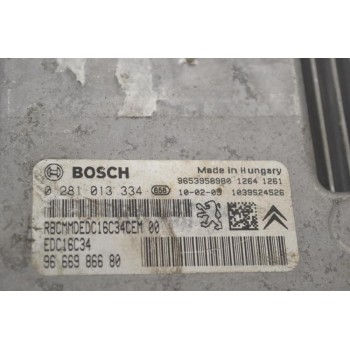 BOSCH
Made in Hungary
9653958980 1264 1261
0 281 013 334 656
10-02-09 1039S24526
RBCMMDEDC16C34CEM 00
EDC16C34
96 669 866 80